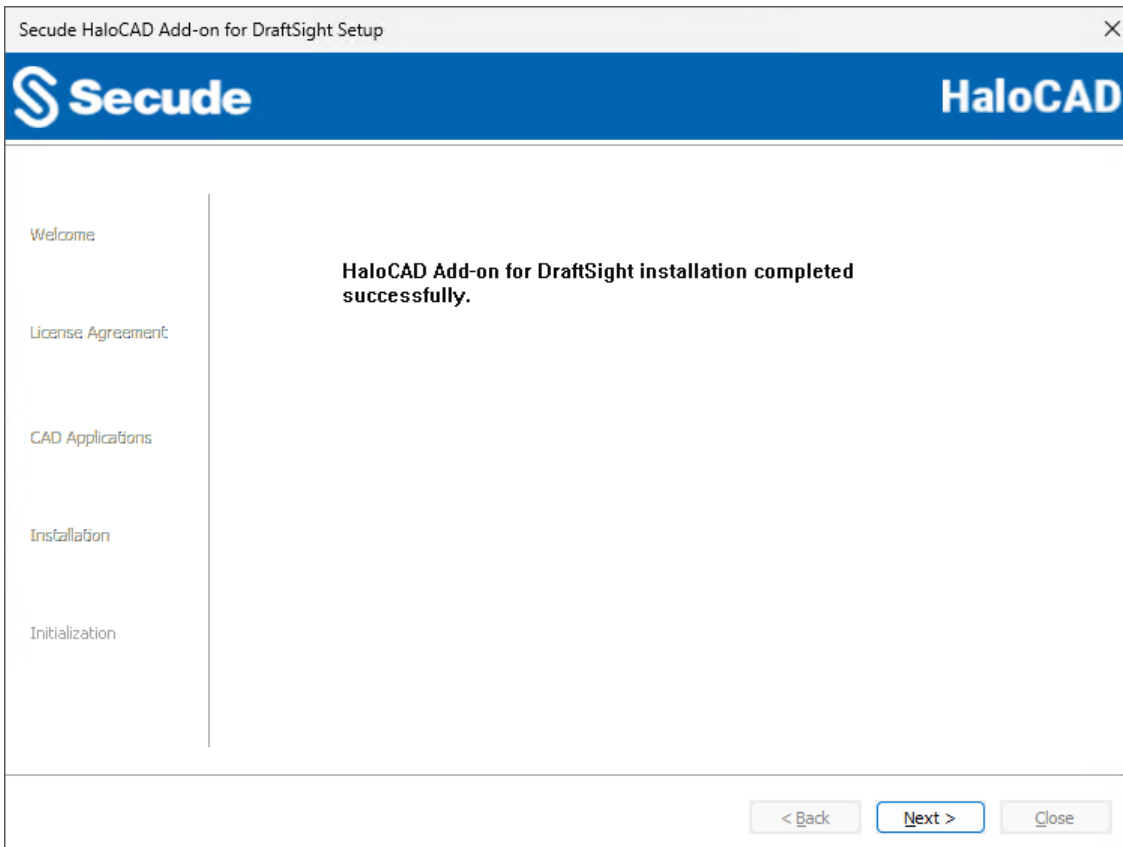 Secude HaloCAD Add-on for DraftSight Setup
Secude
HaloCAD
Welcome
License Agreement
CAD Applications
Installation
Initialization
HaloCAD Add-on for DraftSight installation completed
successfully.
< Back
Next >
Close